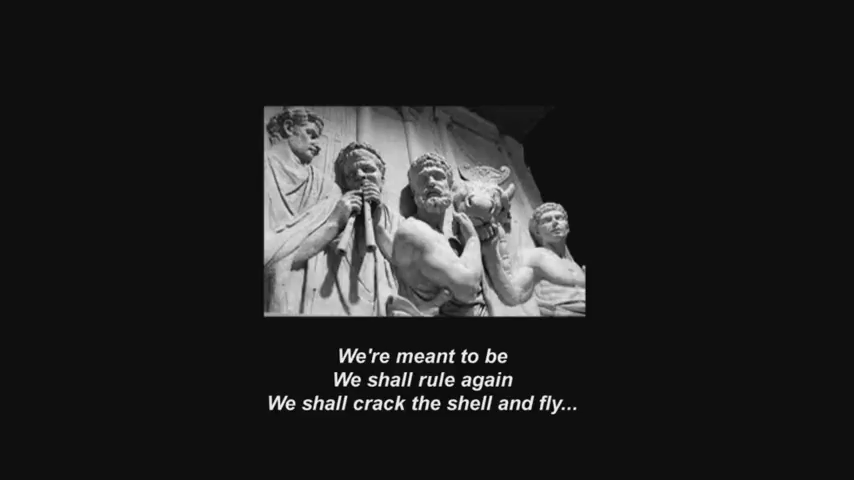 We're meant to be
We shall rule again
We shall crack the shell and fly...